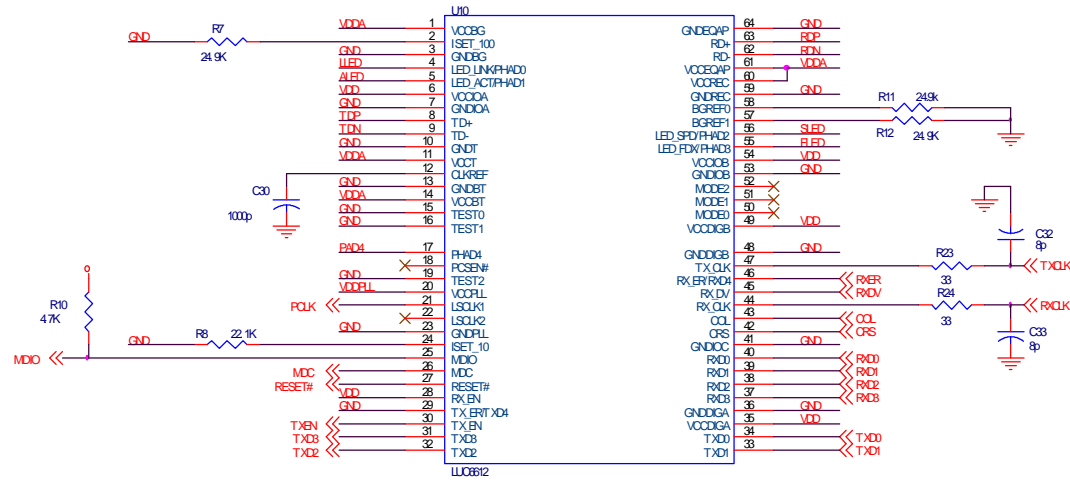 U10
VDDA 1 VCCBG GNDEQAP 64 GND
GND R7 24.9K 2 ISET_100 RD+ 63 RDP
GND 3 GNDBG RD- 62 RDN
LLED 4 LED_LINK/PHAD0 VCCEQAP 61 VDDA
ALED 5 LED_ACT/PHAD1 VCCREC 60
VDD 6 VCCIOA GNDREC 59 GND
GND 7 GNDIOA BGREF0 58 R11 24.9k
TDP 8 TD+ BGREF1 57 R12 24.9K
TDN 9 TD- LED_SPD/PHAD2 56 SLED
GND 10 GNDT LED_FDX/PHAD3 55 FLED
VDDA 11 VCCT VCCIOB 54 VDD
12 CLKREF GNDIOB 53 GND
C30 1000p
GND 13 GNDBT MODE2 52
VDDA 14 VCCBT MODE1 51
GND 15 TEST0 MODE0 50
GND 16 TEST1 VCCDIGB 49 VDD
PAD4 17 PHAD4 GNDDIGB 48 GND
18 PCSEN# TX_CLK 47 R23 33 C32 8p TXCLK
GND 19 TEST2 RX_ER/RXD4 46 RXER
VDDPLL 20 VCCPLL RX_DV 45 RXDV
PCLK 21 LSCLK1 RX_CLK 44 R24 33 C33 8p RXCLK
22 LSCLK2 COL 43 COL
GND 23 GNDPLL CRS 42 CRS
GND R8 22.1K 24 ISET_10 GNDIOC 41 GND
R10 4.7K
MDIO 25 MDIO RXD0 40 RXD0
MDC 26 MDC RXD1 39 RXD1
RESET# 27 RESET# RXD2 38 RXD2
VDD 28 RX_EN RXD3 37 RXD3
GND 29 TX_ER/TXD4 GNDDIGA 36 GND
TXEN 30 TX_EN VCCDIGA 35 VDD
TXD3 31 TXD3 TXD0 34 TXD0
TXD2 32 TXD2 TXD1 33 TXD1
LUC6612